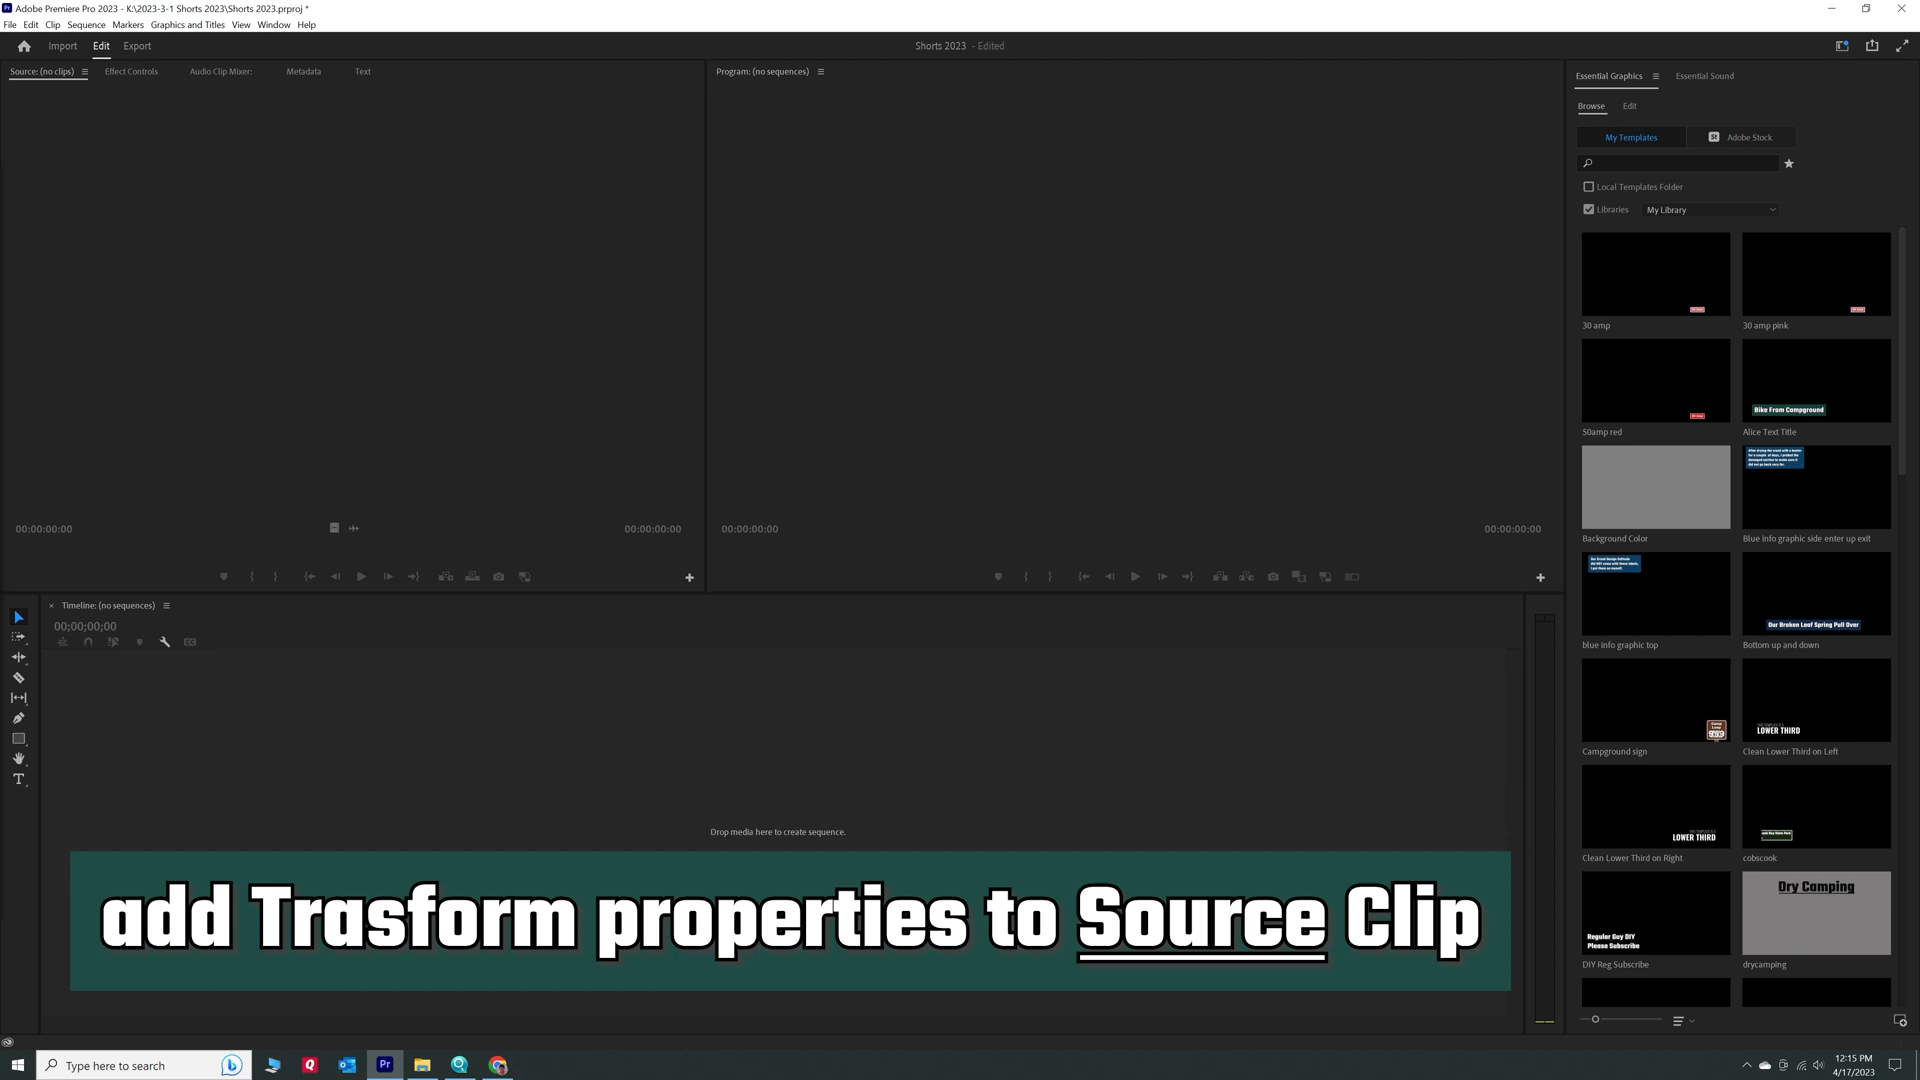 Adobe Premiere Pro 2023 - K:\2023-3-1 Shorts 2023\Shorts 2023.prproj *
File Edit Clip Sequence Markers Graphics and Titles View Window Help
Import Edit Export
Shorts 2023 - Edited
Source: (no clips) Effect Controls Audio Clip Mixer: Metadata Text
Program: (no sequences)
00:00:00:00
00:00:00:00
00:00:00:00
00:00:00:00
Timeline: (no sequences)
00;00;00;00
Drop media here to create sequence.
add Trasform properties to Source Clip
Essential Graphics Essential Sound
Browse Edit
My Templates St Adobe Stock
Local Templates Folder
Libraries My Library
30 amp
30 amp pink
50amp red
Bike From Campground
Alice Text Title
Background Color
Blue info graphic side enter up exit
blue info graphic top
Our Broken Leaf Spring Pull Over
Bottom up and down
Campground sign
LOWER THIRD
Clean Lower Third on Left
LOWER THIRD
Clean Lower Third on Right
cobscook
Regular Guy DIY
Please Subscribe
DIY Reg Subscribe
Dry Camping
drycamping
Type here to search
Pr
12:15 PM
4/17/2023